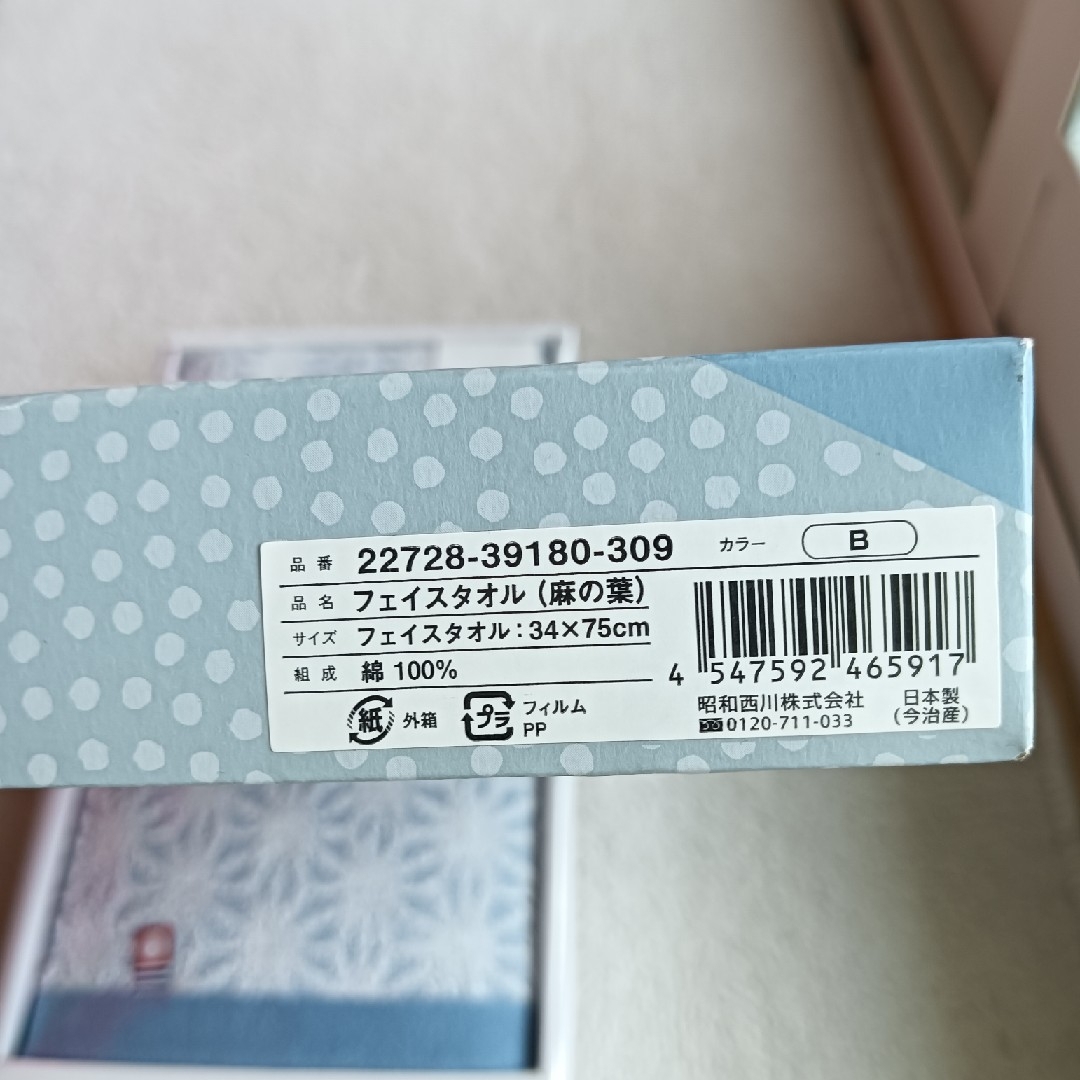 品番 22728-39180-309 カラー B
品名 フェイスタオル(麻の葉)
サイズ フェイスタオル:34×75cm
組成 綿 100%
紙 外箱 プラ フィルム PP
4 547592 465917
昭和西川株式会社 日本製
0120-711-033 (今治産)